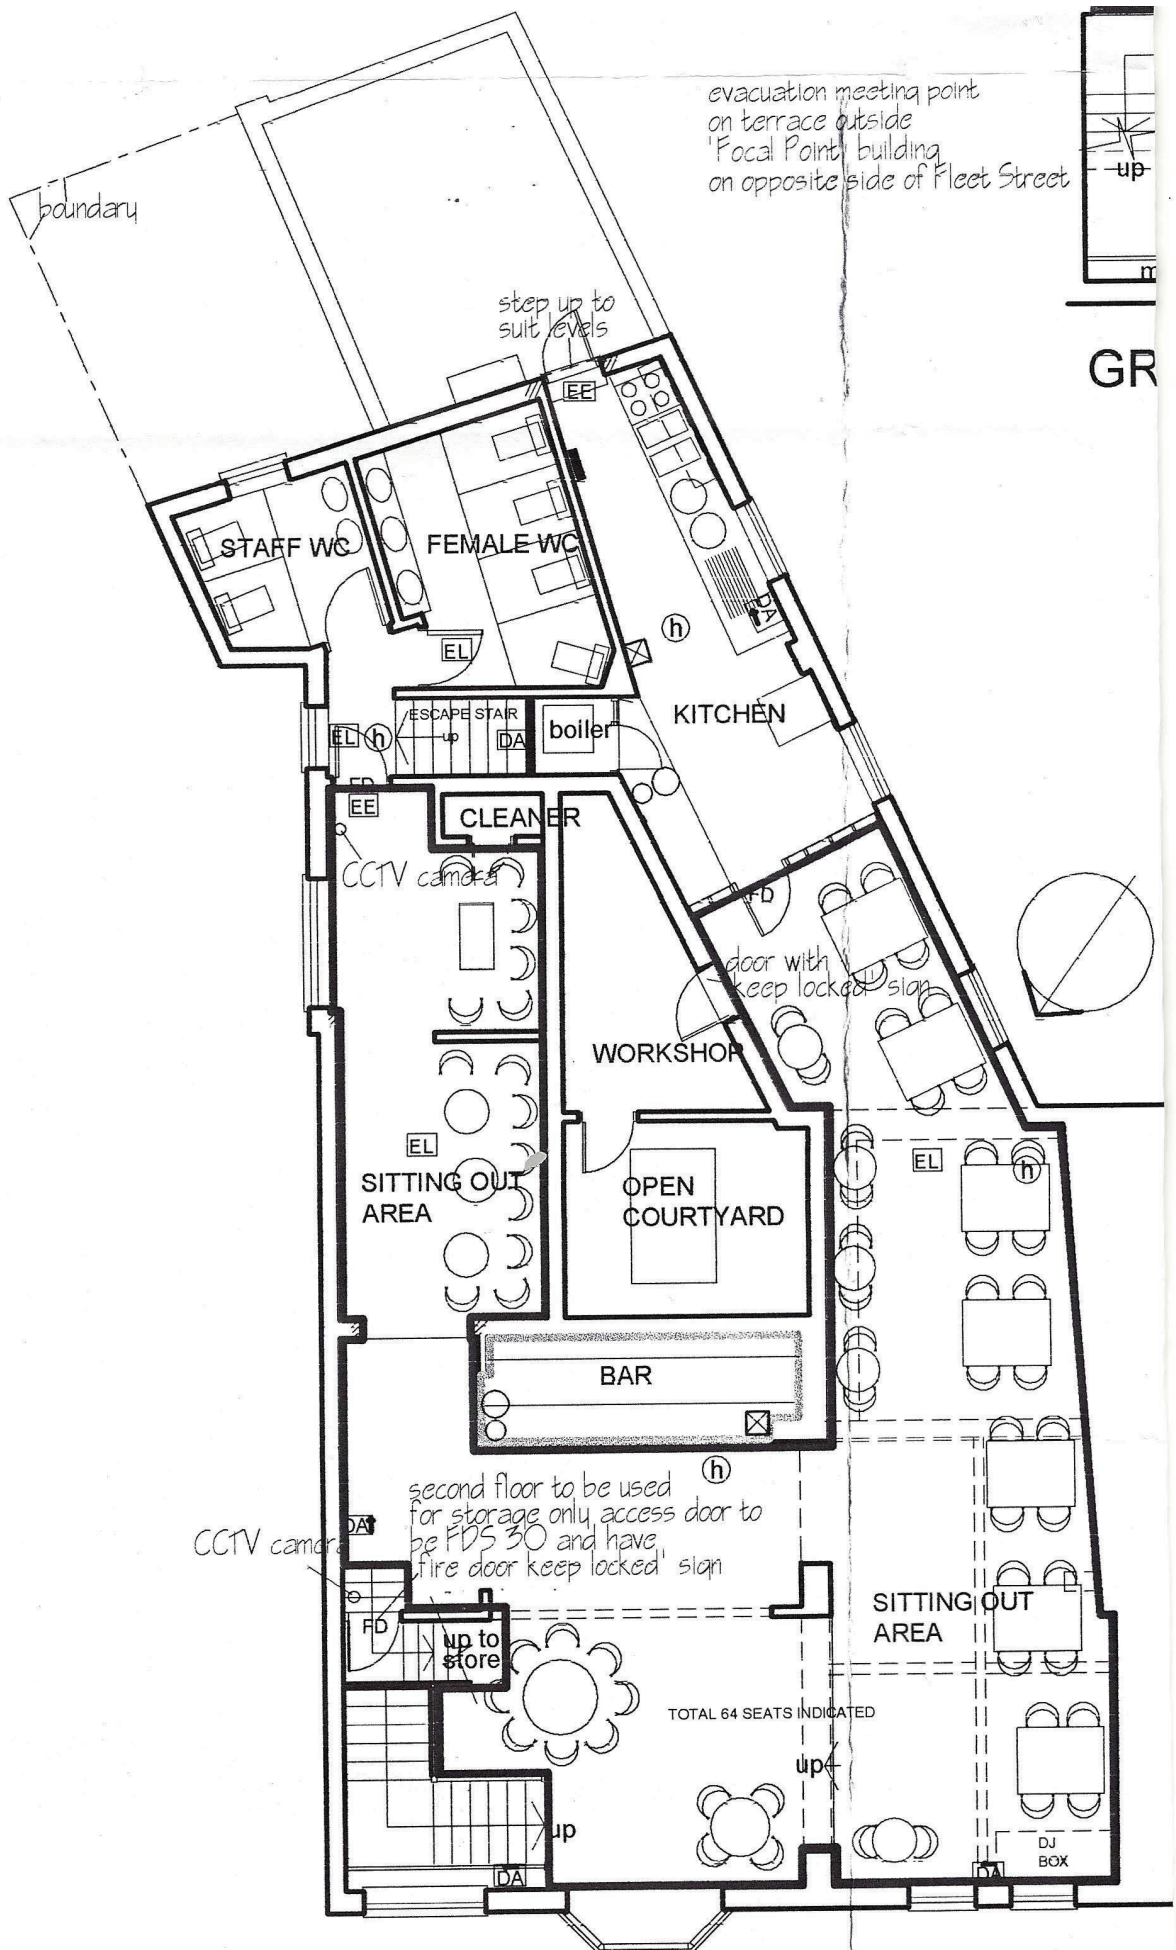 evacuation meeting point
on terrace outside
'Focal Point' building
on opposite side of Fleet Street
up
m
GR
boundary
step up to
suit levels
EE
STAFF WC
FEMALE WC
DA
h
EL
KITCHEN
ESCAPE STAIR
up
EL
h
DA
boiler
FD
EE
CLEANER
CCTV camera
FD
door with
'keep locked' sign
WORKSHOP
EL
SITTING OUT
AREA
OPEN
COURTYARD
EL
h
BAR
h
second floor to be used
for storage only access door to
be FDS 30 and have
'fire door keep locked' sign
DA
CCTV camera
FD
up to
store
SITTING OUT
AREA
TOTAL 64 SEATS INDICATED
up
up
DJ
BOX
DA
DA